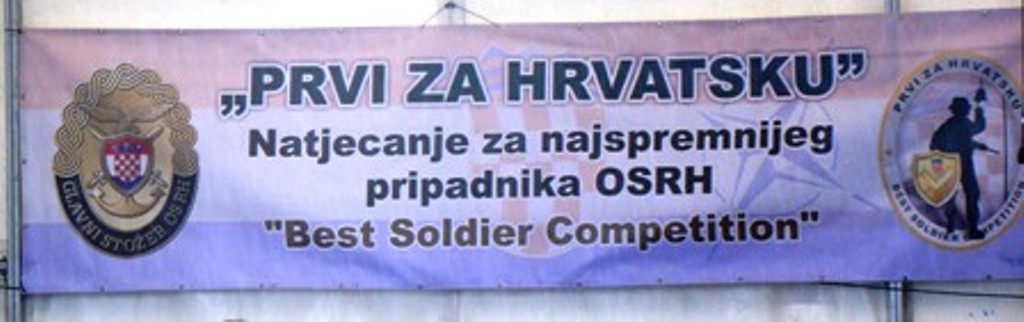 „PRVI ZA HRVATSKU”
Natjecanje za najspremnijeg
pripadnika OSRH
"Best Soldier Competition"
GLAVNI STOŽER OSRH
PRVI ZA HRVATSKU
BEST SOLDIER COMPETITION